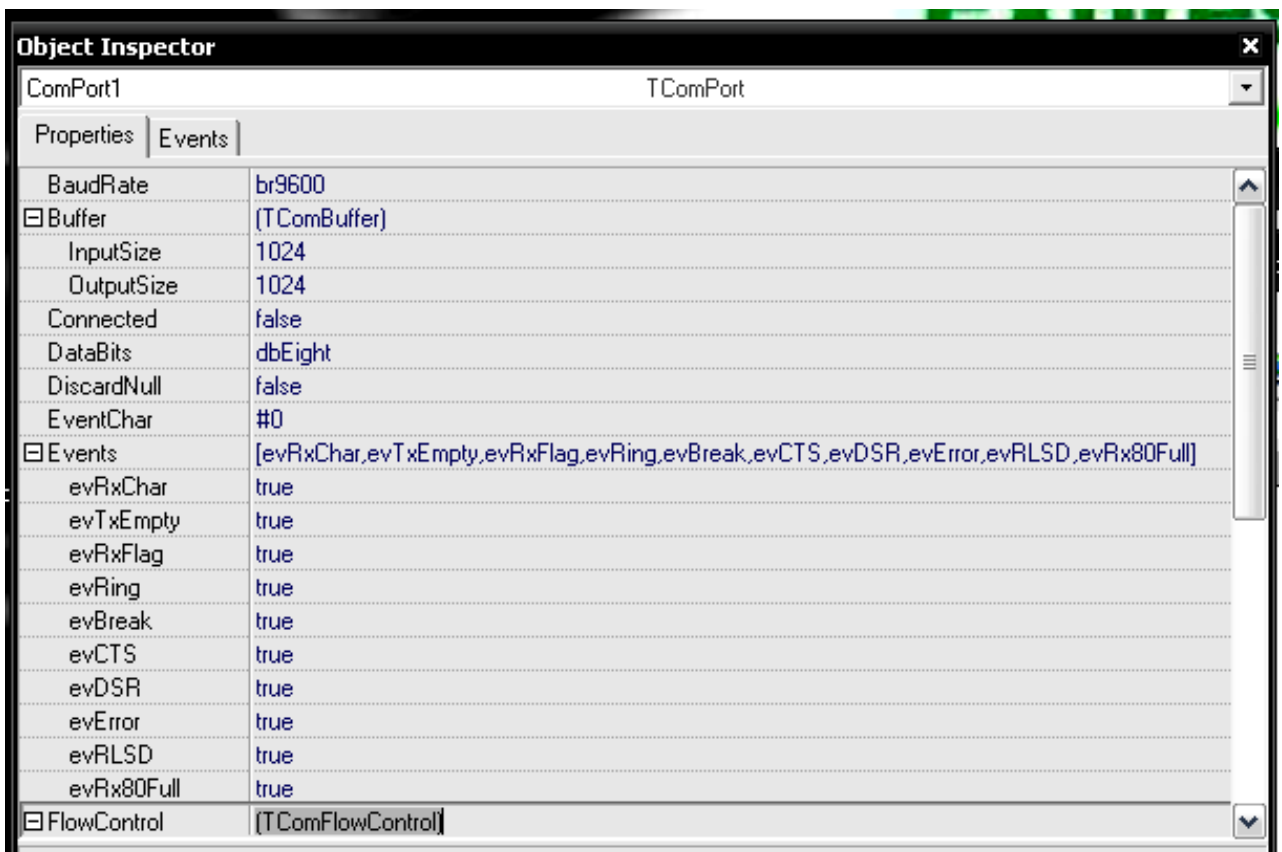 Object Inspector
ComPort1 TComPort
Properties Events
BaudRate br9600
Buffer (TComBuffer)
InputSize 1024
OutputSize 1024
Connected false
DataBits dbEight
DiscardNull false
EventChar #0
Events [evRxChar,evTxEmpty,evRxFlag,evRing,evBreak,evCTS,evDSR,evError,evRLSD,evRx80Full]
evRxChar true
evTxEmpty true
evRxFlag true
evRing true
evBreak true
evCTS true
evDSR true
evError true
evRLSD true
evRx80Full true
FlowControl (TComFlowControl)